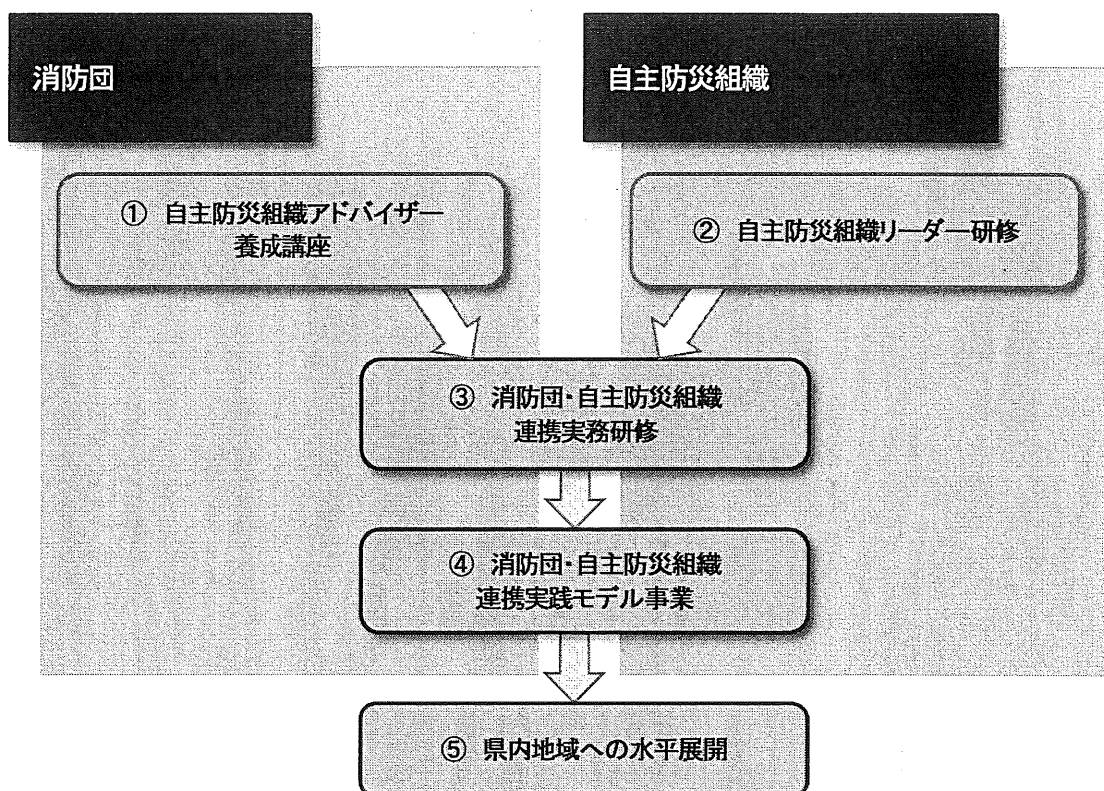 消防団
自主防災組織
① 自主防災組織アドバイザー
養成講座
② 自主防災組織リーダー研修
③ 消防団・自主防災組織
連携実務研修
④ 消防団・自主防災組織
連携実践モデル事業
⑤ 県内地域への水平展開